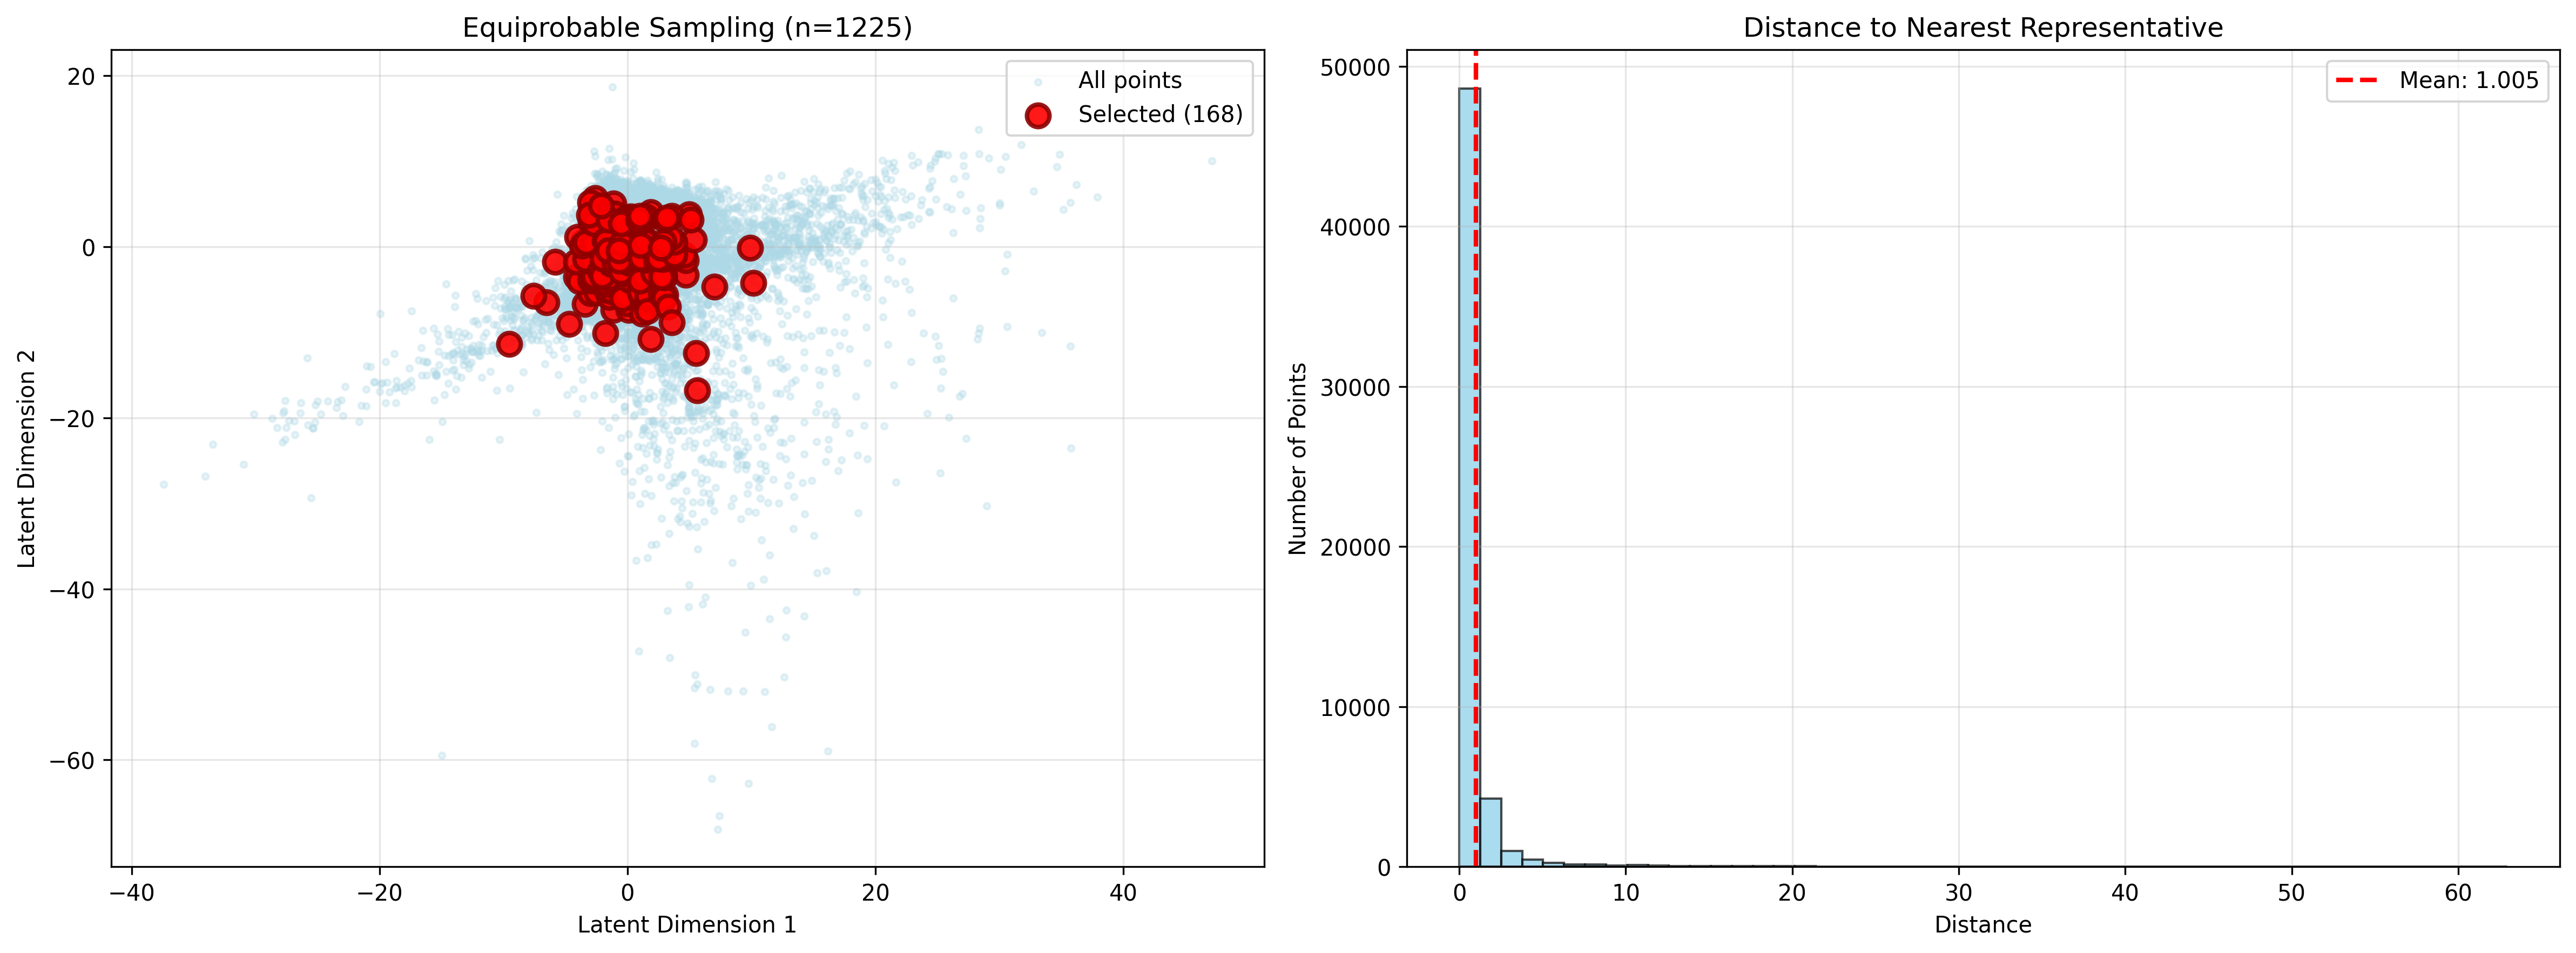 Equiprobable Sampling (n=1225)
All points
Selected (168)
20
0
−20
−40
−60
Latent Dimension 2
−40
−20
0
20
40
Latent Dimension 1
Distance to Nearest Representative
Mean: 1.005
50000
40000
30000
20000
10000
0
Number of Points
0
10
20
30
40
50
60
Distance